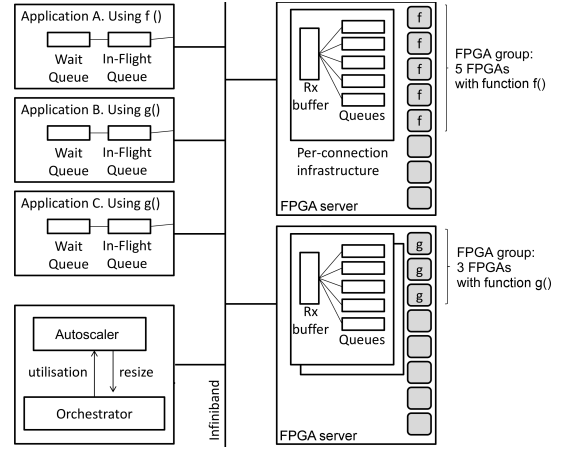 Application A. Using f ()
Wait
Queue
In-Flight
Queue
Application B. Using g()
Wait
Queue
In-Flight
Queue
Application C. Using g()
Wait
Queue
In-Flight
Queue
Autoscaler
utilisation
resize
Orchestrator
Infiniband
Rx
buffer
Queues
Per-connection
infrastructure
FPGA server
f
f
f
f
f
FPGA group:
5 FPGAs
with function f()
Rx
buffer
Queues
FPGA server
g
g
g
FPGA group:
3 FPGAs
with function g()